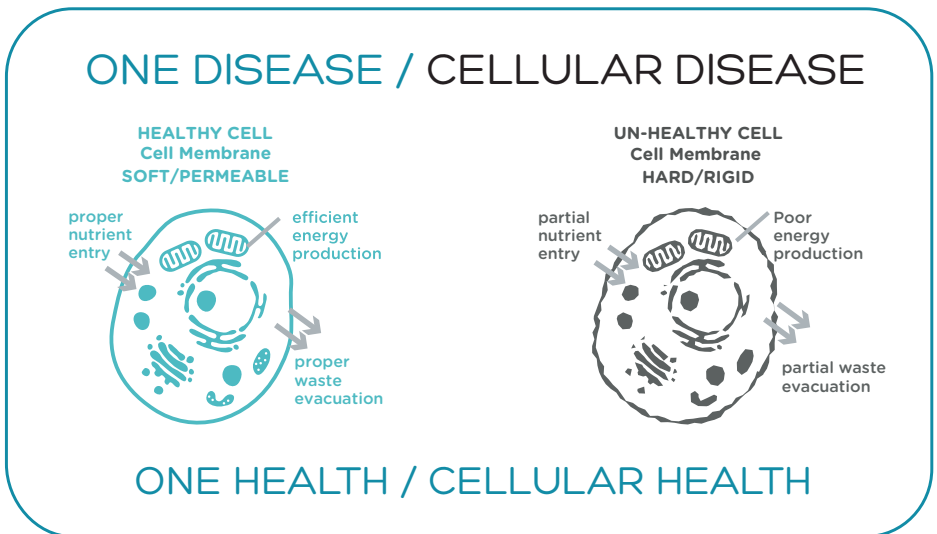 ONE DISEASE / CELLULAR DISEASE
HEALTHY CELL
Cell Membrane
SOFT/PERMEABLE
proper
nutrient
entry
efficient
energy
production
proper
waste
evacuation
UN-HEALTHY CELL
Cell Membrane
HARD/RIGID
partial
nutrient
entry
Poor
energy
production
partial waste
evacuation
ONE HEALTH / CELLULAR HEALTH